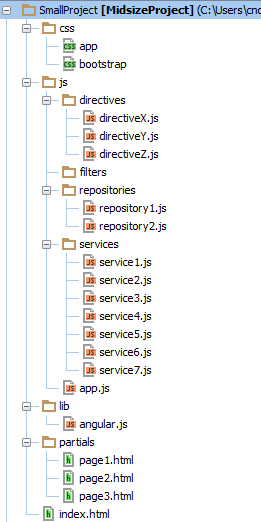 SmallProject [MidsizeProject] (C:\Users\cno
css
app
bootstrap
js
directives
directiveX.js
directiveY.js
directiveZ.js
filters
repositories
repository1.js
repository2.js
services
service1.js
service2.js
service3.js
service4.js
service5.js
service6.js
service7.js
app.js
lib
angular.js
partials
page1.html
page2.html
page3.html
index.html